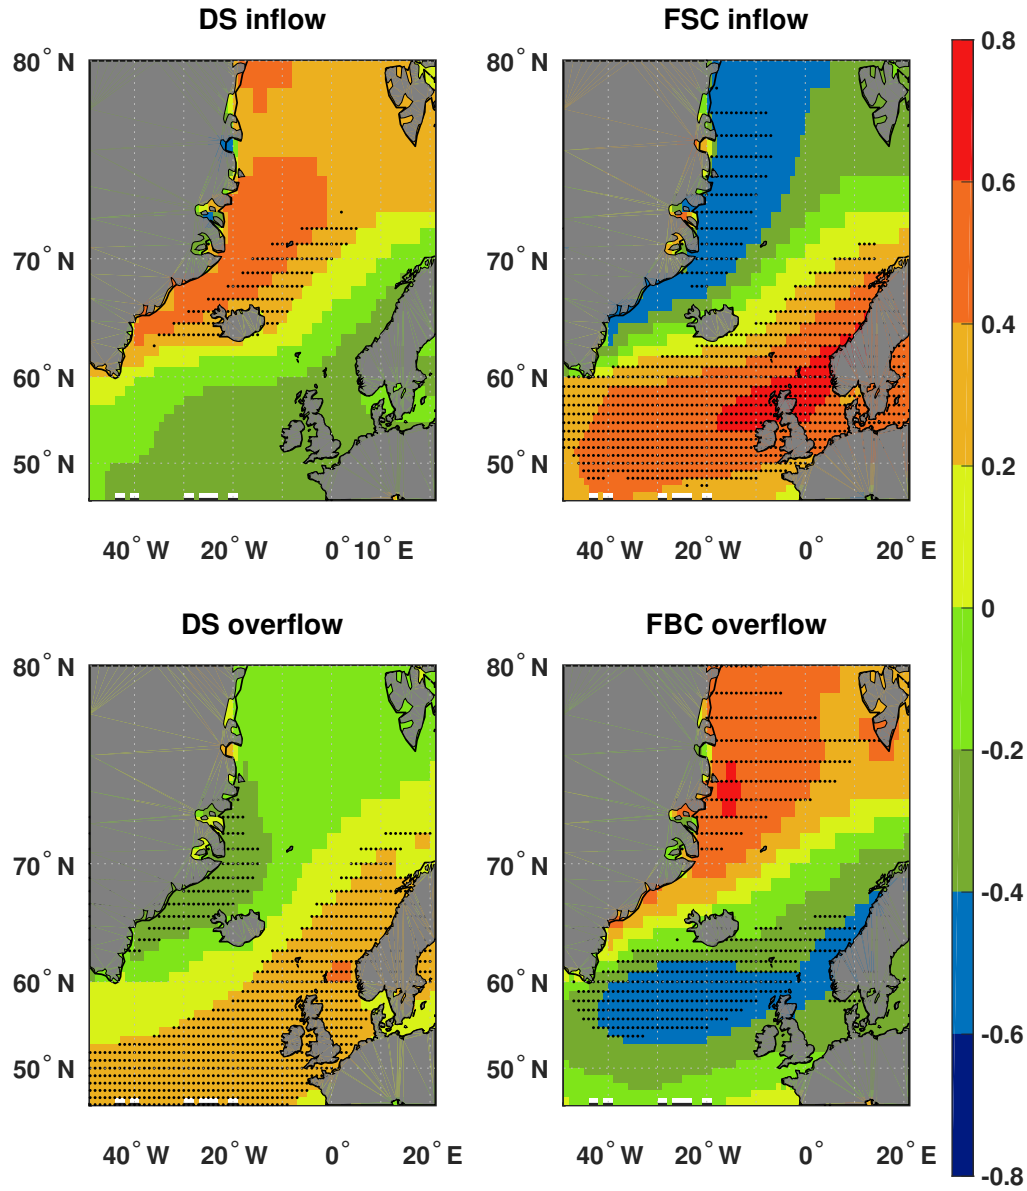 DS inflow
FSC inflow
80° N
70° N
60° N
50° N
40° W 20° W 0° 10° E
80° N
70° N
60° N
50° N
40° W 20° W 0° 20° E
DS overflow
FBC overflow
80° N
70° N
60° N
50° N
40° W 20° W 0° 20° E
80° N
70° N
60° N
50° N
40° W 20° W 0° 20° E
0.8
0.6
0.4
0.2
0
-0.2
-0.4
-0.6
-0.8